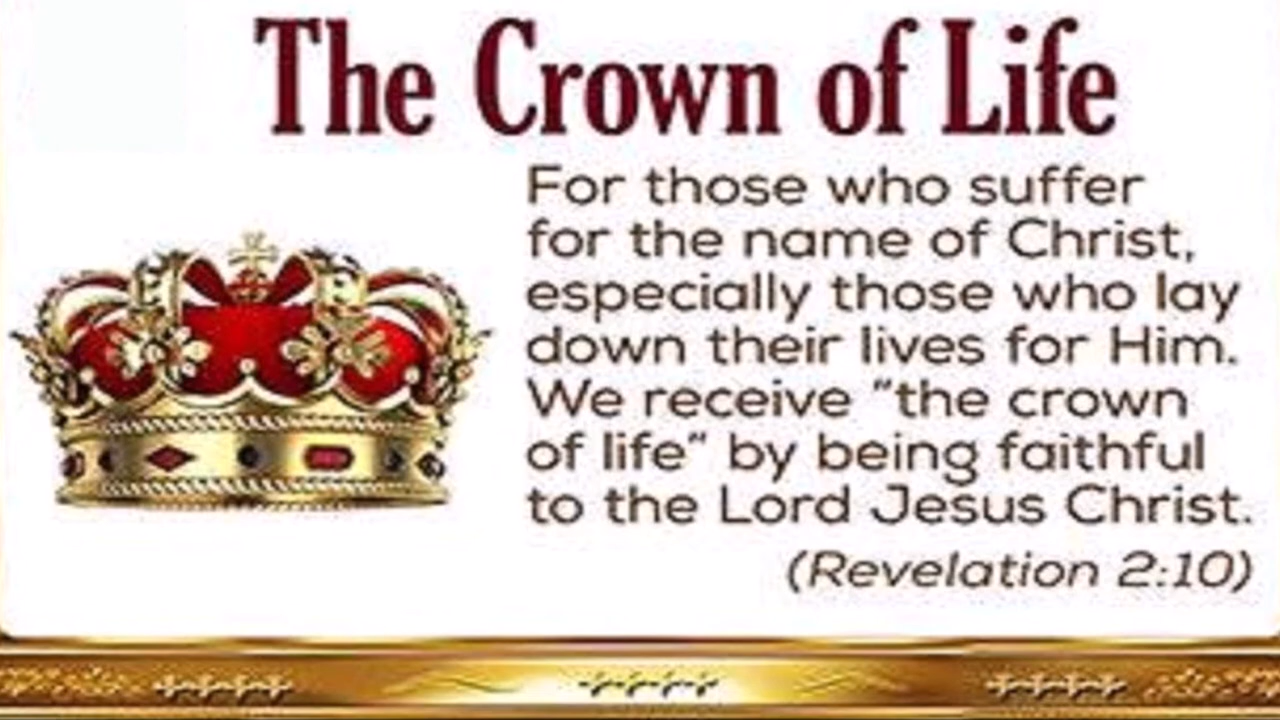 The Crown of Life
For those who suffer
for the name of Christ,
especially those who lay
down their lives for Him.
We receive “the crown
of life” by being faithful
to the Lord Jesus Christ.
(Revelation 2:10)